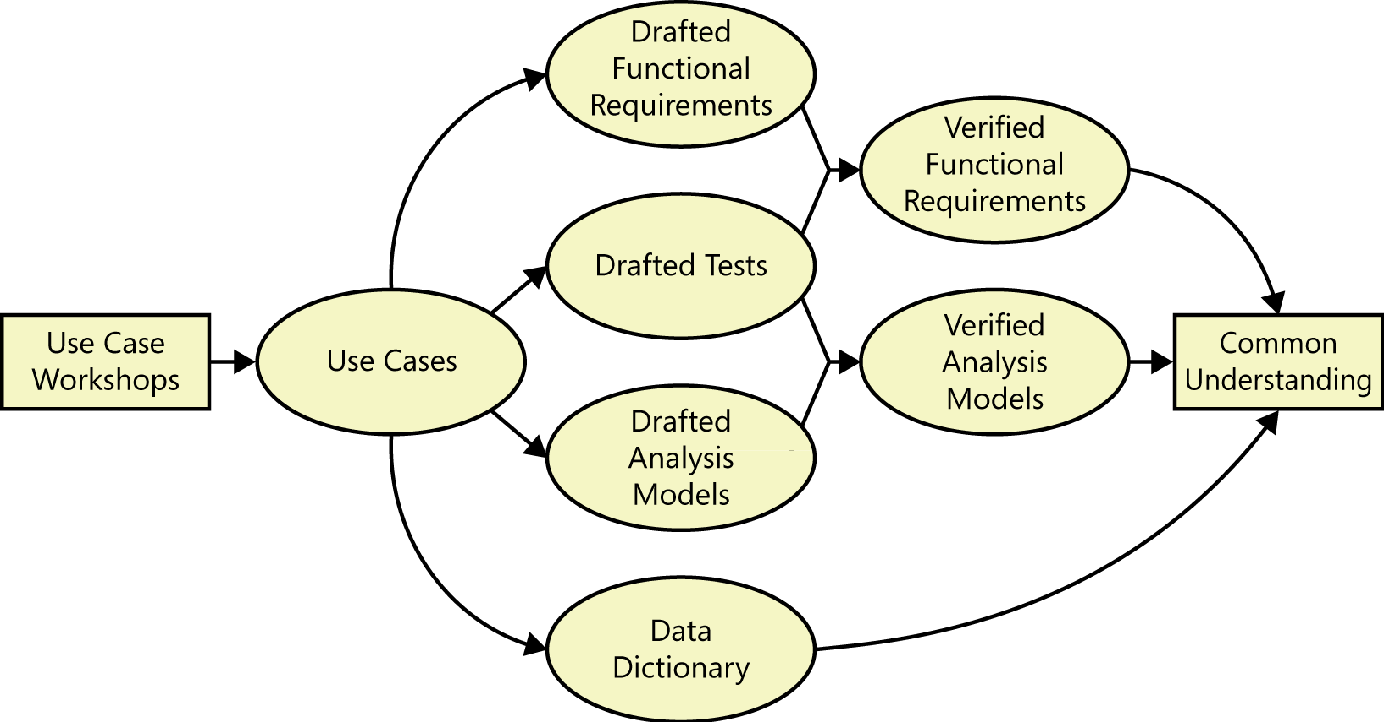 Drafted
Functional
Requirements
Verified
Functional
Requirements
Drafted Tests
Use Case
Workshops
Use Cases
Verified
Analysis
Models
Common
Understanding
Drafted
Analysis
Models
Data
Dictionary